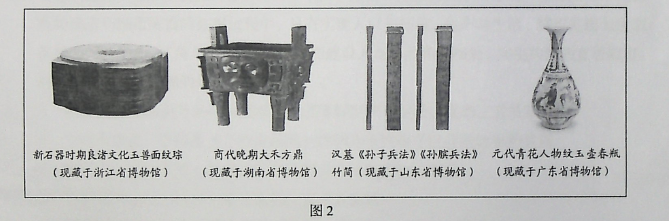 新石器时期良渚文化玉兽面纹琮
（现藏于浙江省博物馆）
商代晚期大禾方鼎
（现藏于湖南省博物馆）
汉墓《孙子兵法》《孙膑兵法》
竹简（现藏于山东省博物馆）
元代青花人物纹玉壶春瓶
（现藏于广东省博物馆）
图2